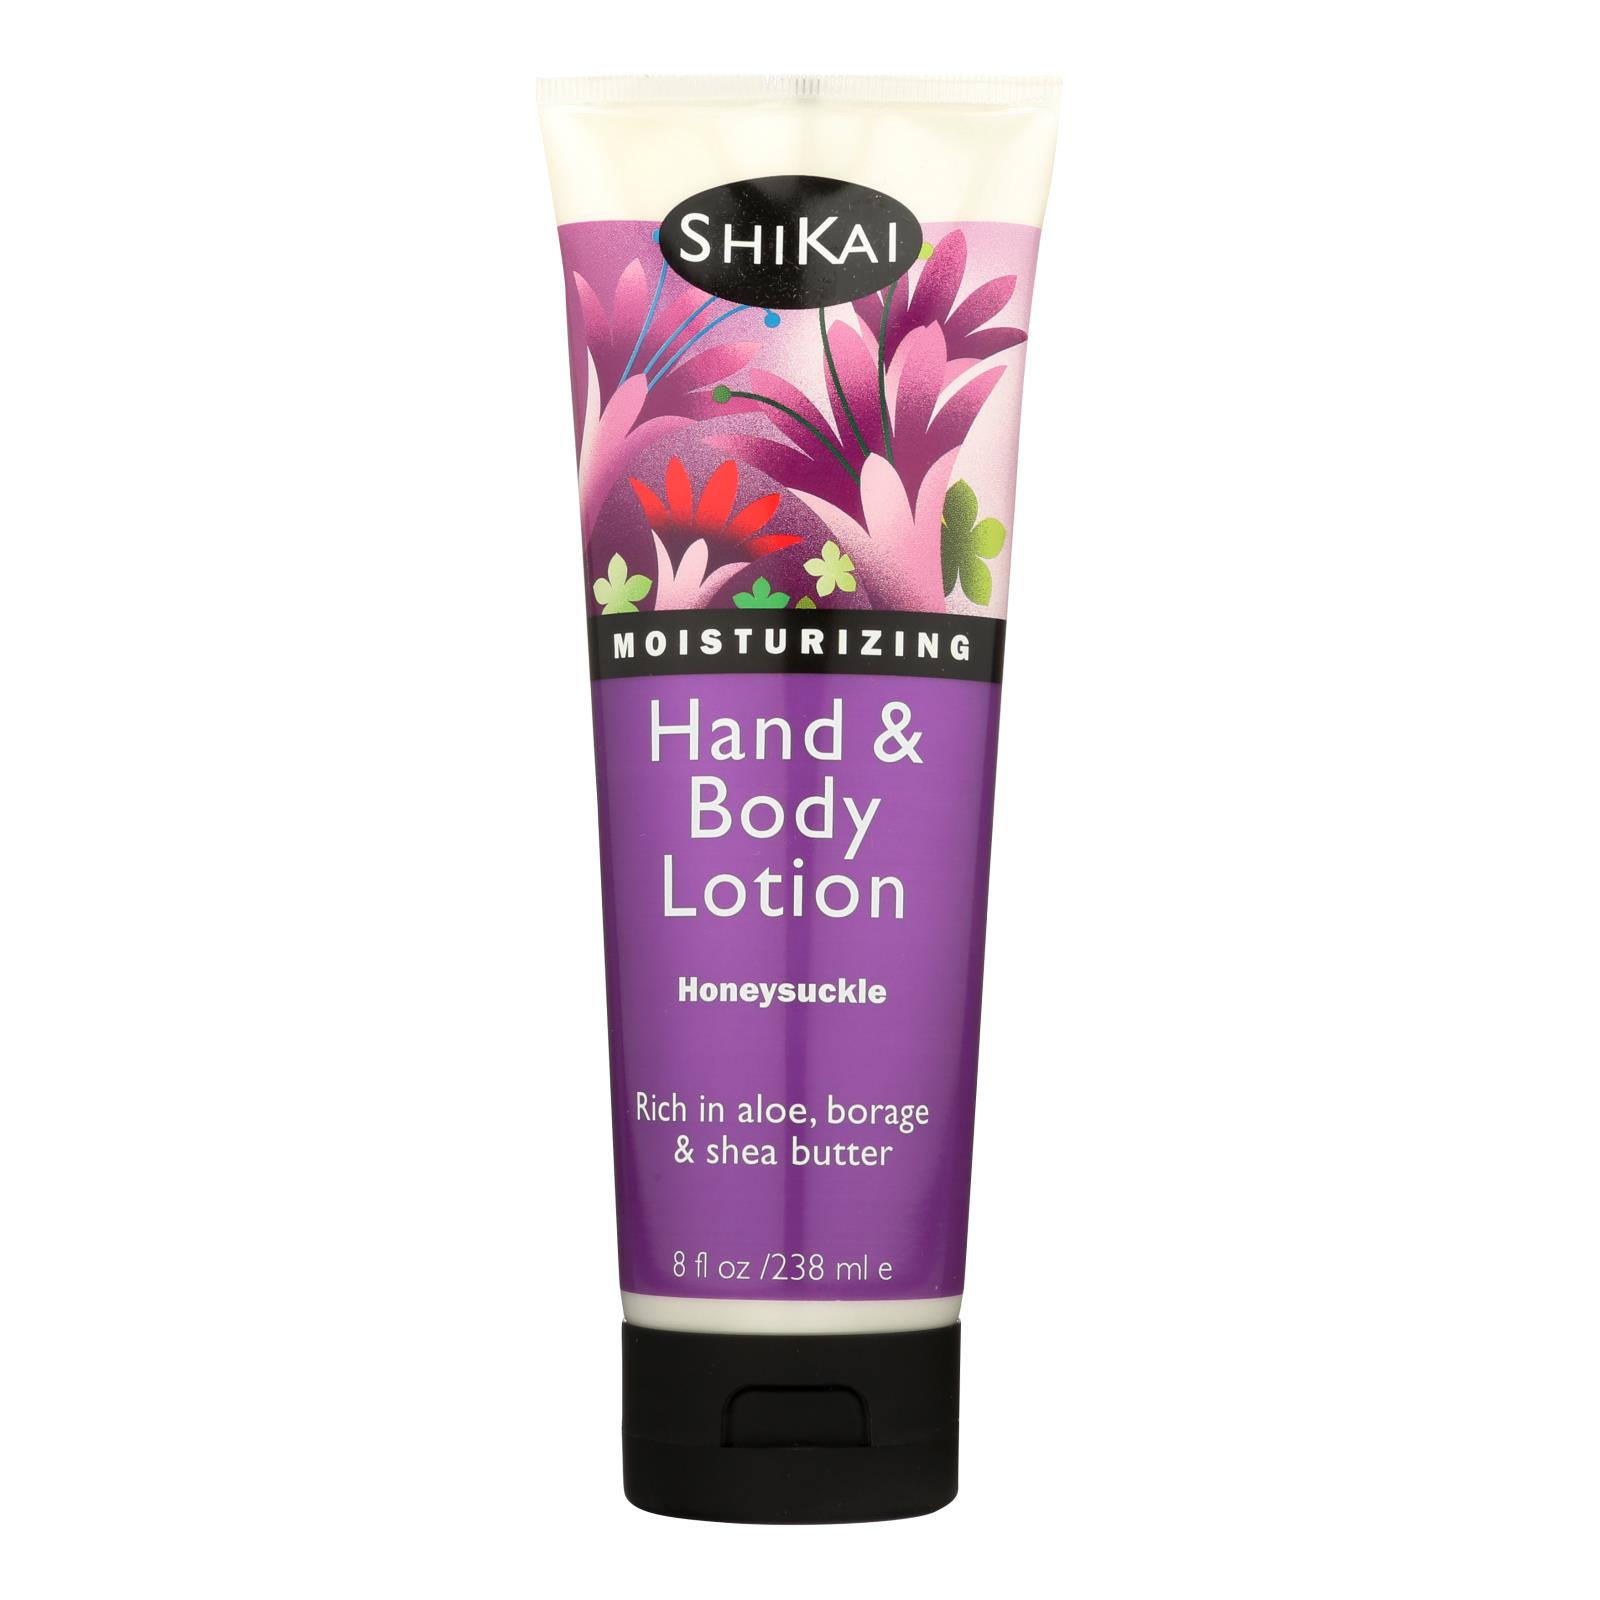 SHIKAI
MOISTURIZING
Hand &
Body
Lotion
Honeysuckle
Rich in aloe, borage
& shea butter
8 fl oz /238 ml e